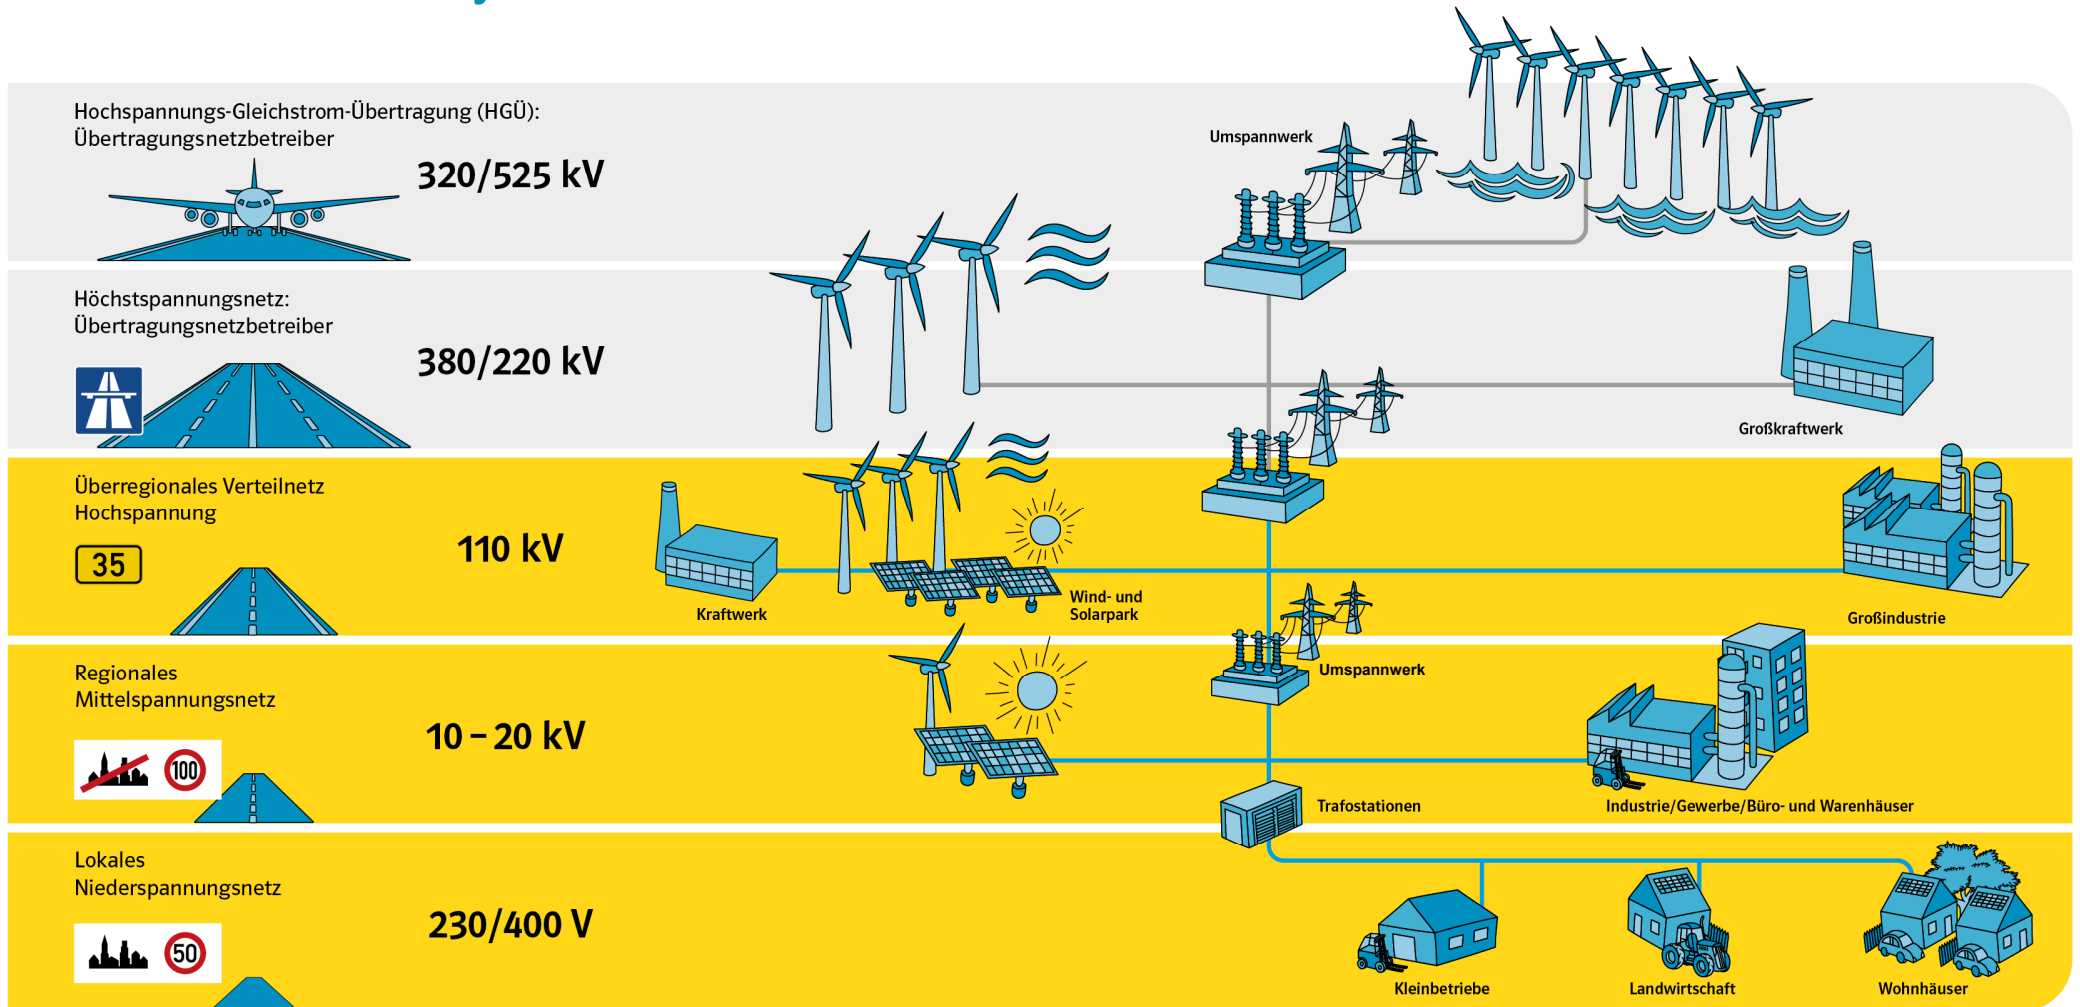 Hochspannungs-Gleichstrom-Übertragung (HGÜ):
Übertragungsnetzbetreiber
320/525 kV
Umspannwerk
Höchstspannungsnetz:
Übertragungsnetzbetreiber
380/220 kV
Großkraftwerk
Überregionales Verteilnetz
Hochspannung
35
110 kV
Kraftwerk
Wind- und
Solarpark
Großindustrie
Regionales
Mittelspannungsnetz
100
10 – 20 kV
Umspannwerk
Trafostationen
Industrie/Gewerbe/Büro- und Warenhäuser
Lokales
Niederspannungsnetz
50
230/400 V
Kleinbetriebe
Landwirtschaft
Wohnhäuser